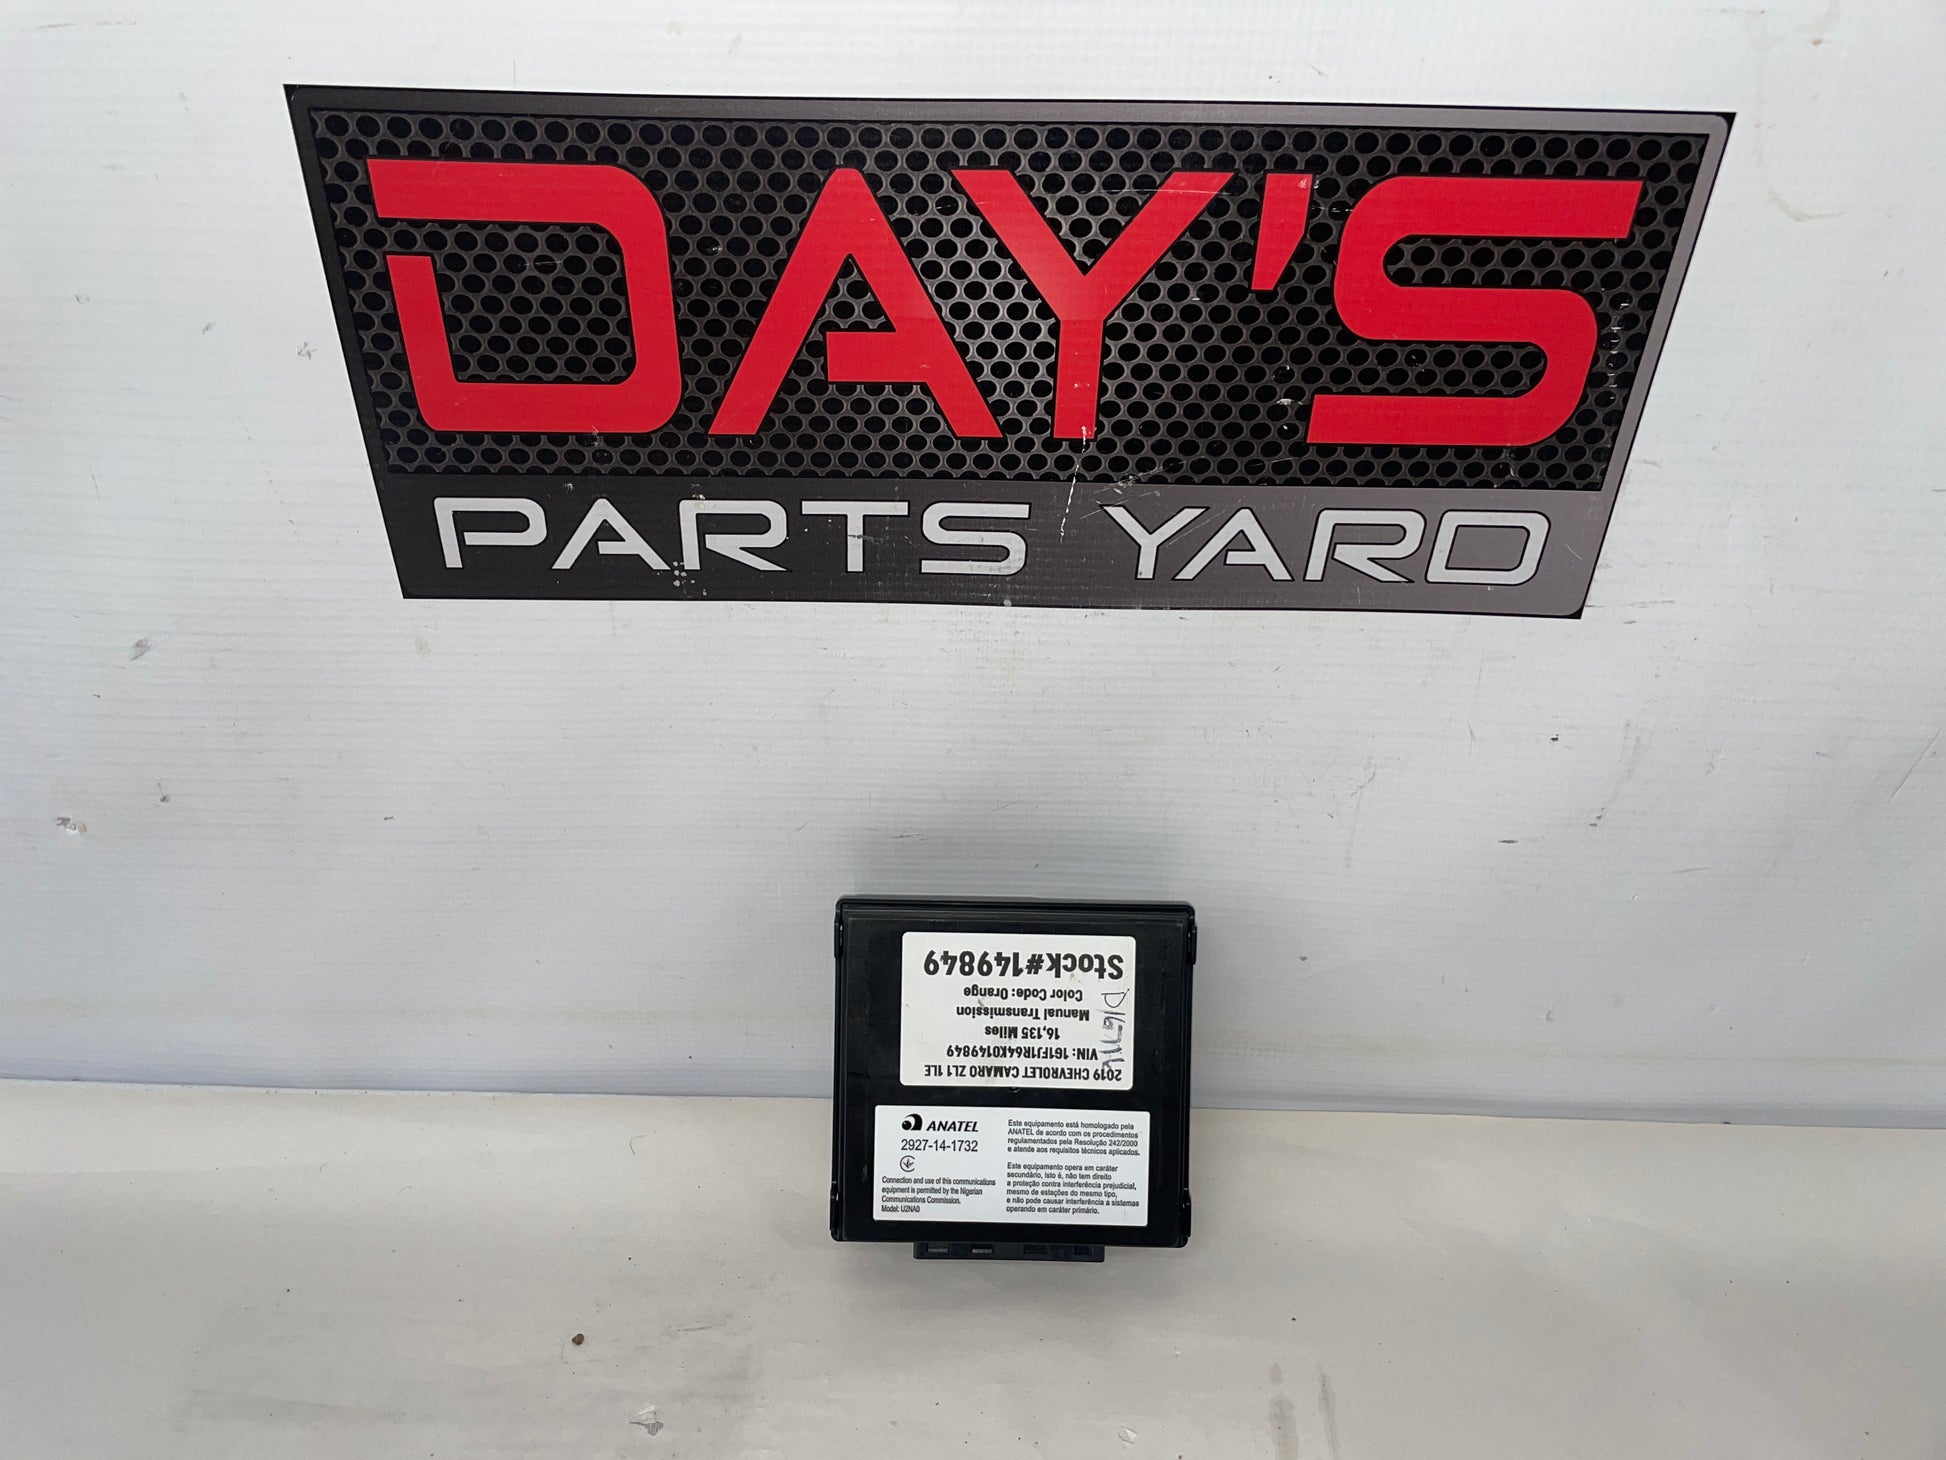 DAY'S
PARTS YARD
2019 CHEVROLET CAMARO ZL1 1LE
VIN: 1G1FJ1R64K0149849
16,135 Miles
Manual Transmission
Color Code: Orange
Stock#149849
ANATEL
2927-14-1732
Connection and use of this communications
equipment is permitted by the Nigerian
Communications Commission.
Model: U2NA0
Este equipamento está homologado pela
ANATEL de acordo com os procedimentos
regulamentados pela Resolução 242/2000
e atende aos requisitos técnicos aplicados.
Este equipamento opera em caráter
secundário, isto é, não tem direito
a proteção contra interferência prejudicial,
mesmo de estações do mesmo tipo,
e não pode causar interferência a sistemas
operando em caráter primário.